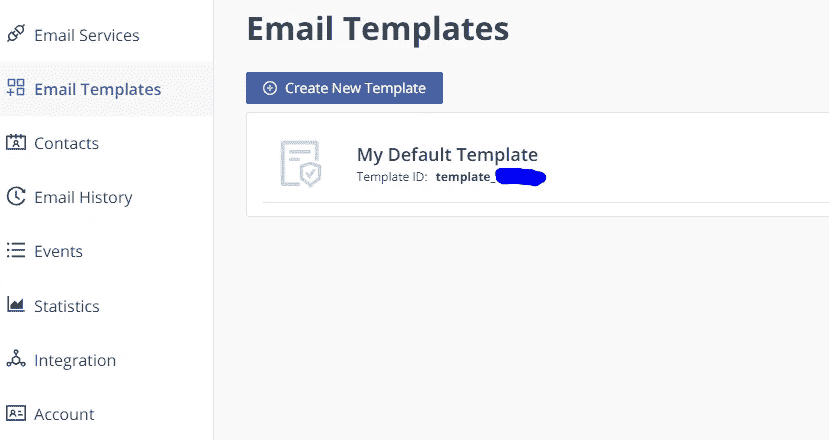 Email Services
Email Templates
Contacts
Email History
Events
Statistics
Integration
Account
Email Templates
Create New Template
My Default Template
Template ID: template_